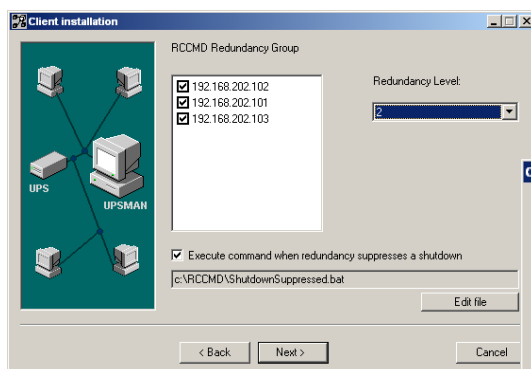 Client installation
RCCMD Redundancy Group
192.168.202.102
192.168.202.101
192.168.202.103
Redundancy Level:
2
UPS
UPSMAN
Execute command when redundancy suppresses a shutdown
c:\RCCMD\ShutdownSuppressed.bat
Edit file
< Back
Next >
Cancel